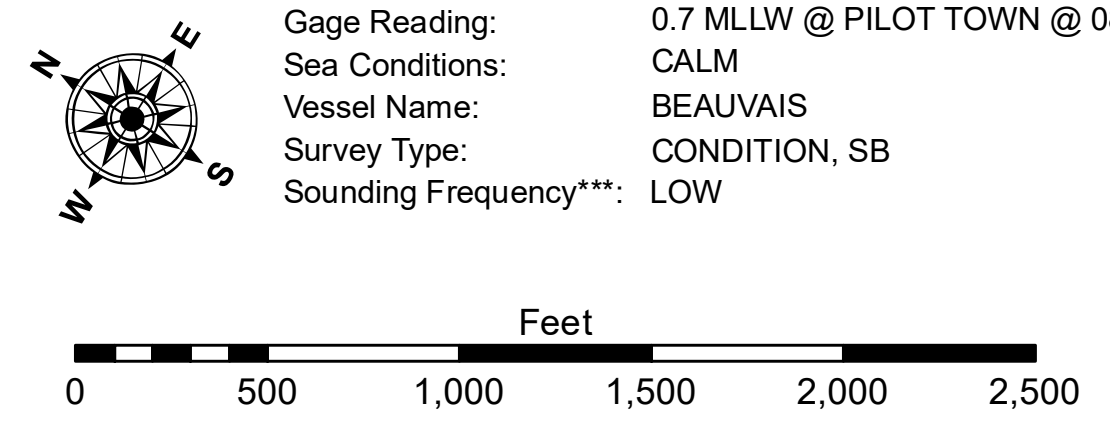 N E
S
W
Gage Reading: 0.7 MLLW @ PILOT TOWN @
Sea Conditions: CALM
Vessel Name: BEAUVAIS
Survey Type: CONDITION, SB
Sounding Frequency***: LOW
Feet
0 500 1,000 1,500 2,000 2,500